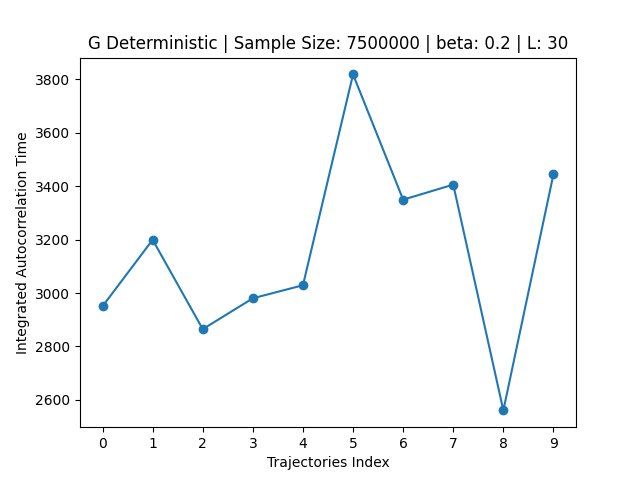 G Deterministic | Sample Size: 7500000 | beta: 0.2 | L: 30
Integrated Autocorrelation Time
3800
3600
3400
3200
3000
2800
2600
0 1 2 3 4 5 6 7 8 9
Trajectories Index